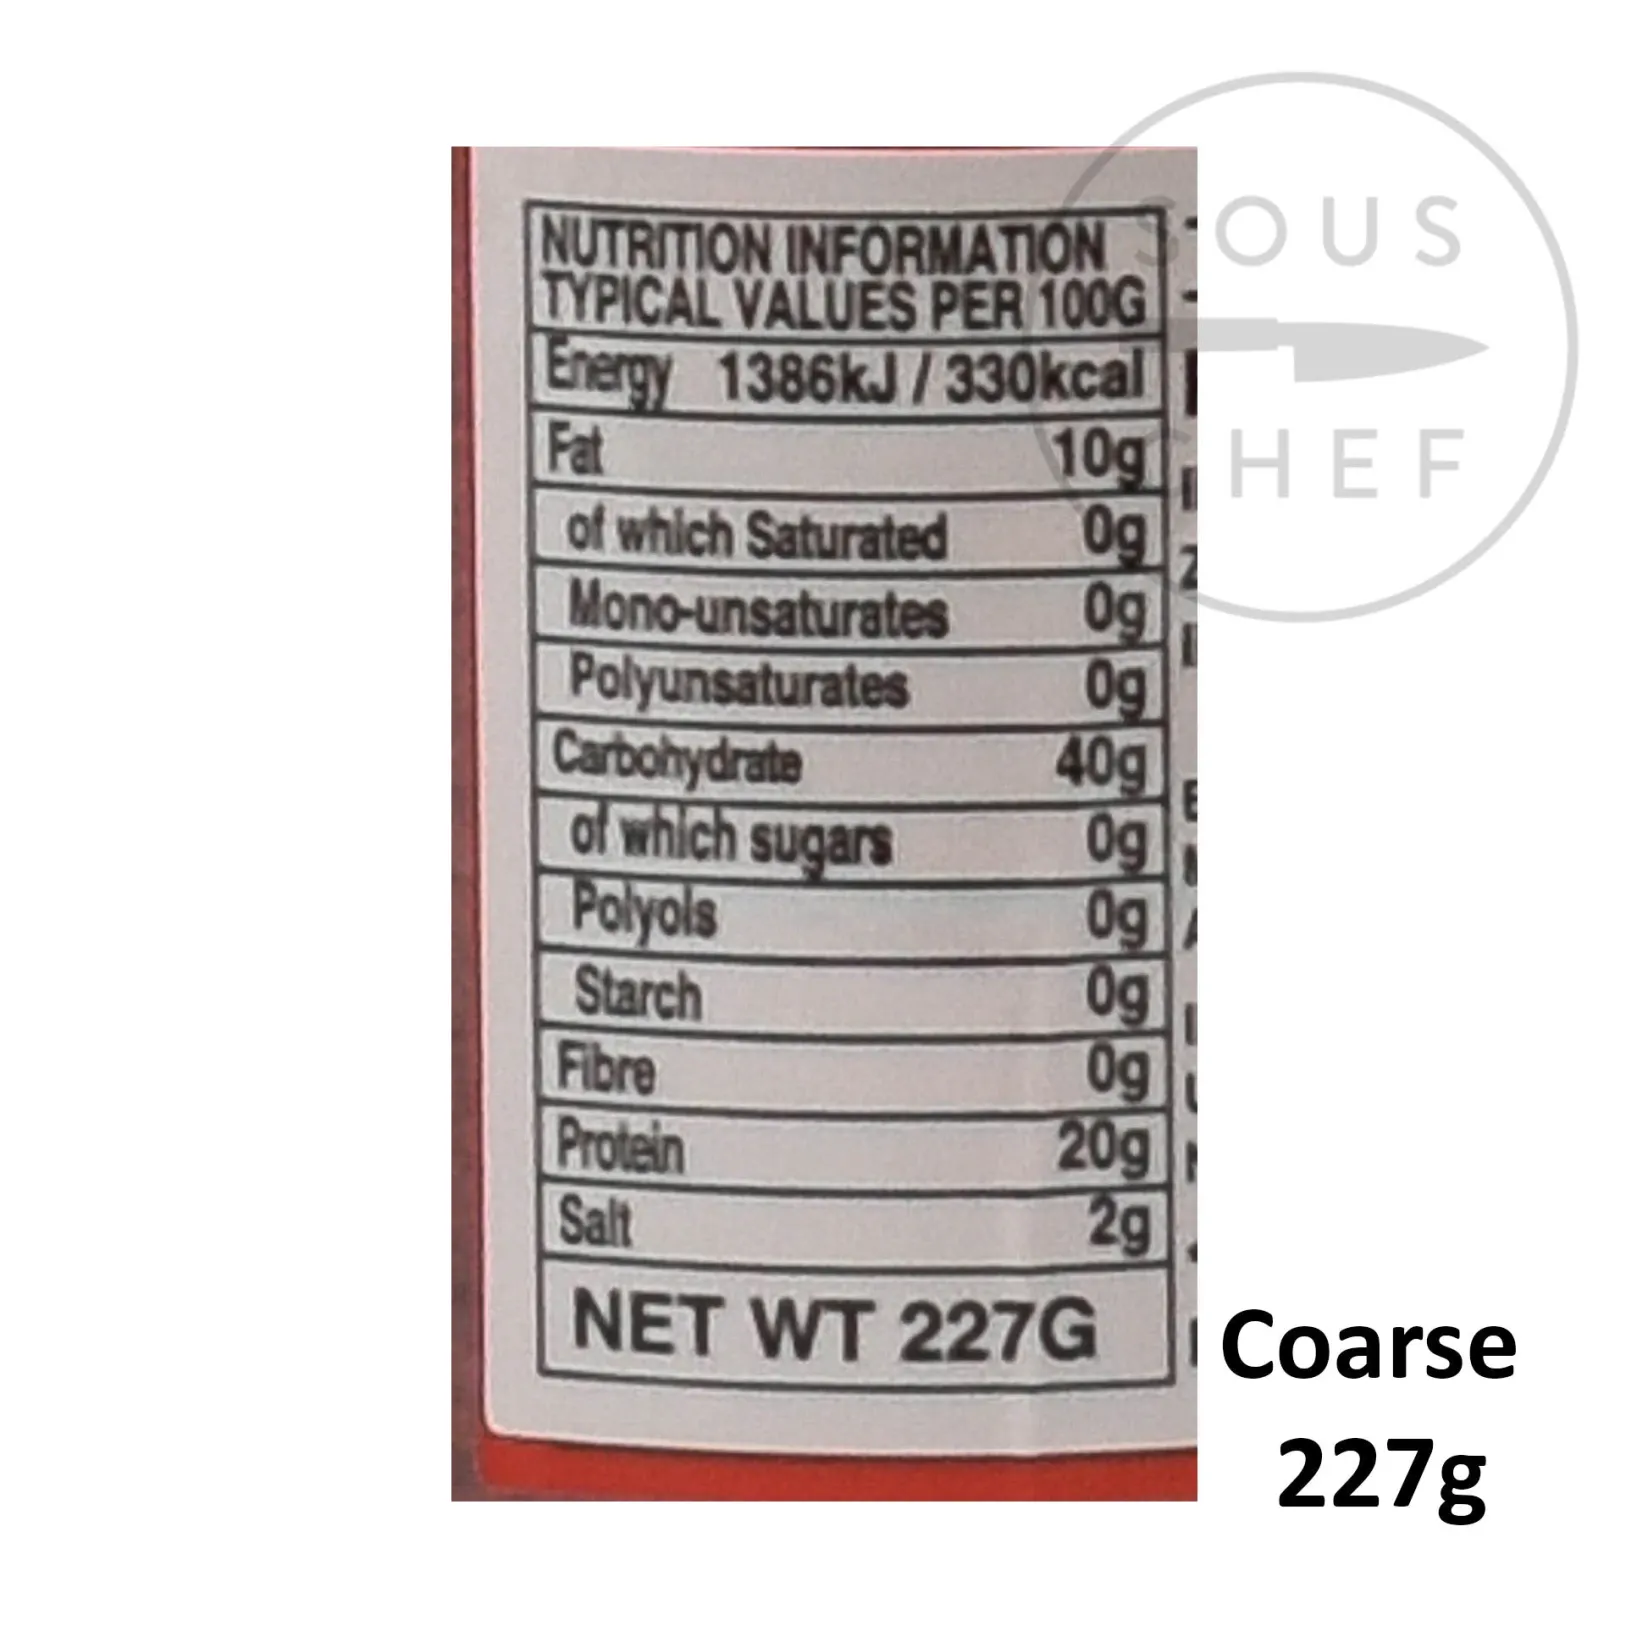 SOUS
CHEF
NUTRITION INFORMATION
TYPICAL VALUES PER 100G
Energy 1386kJ / 330kcal
Fat 10g
of which Saturated 0g
Mono-unsaturates 0g
Polyunsaturates 0g
Carbohydrate 40g
of which sugars 0g
Polyols 0g
Starch 0g
Fibre 0g
Protein 20g
Salt 2g
NET WT 227G
Coarse
227g